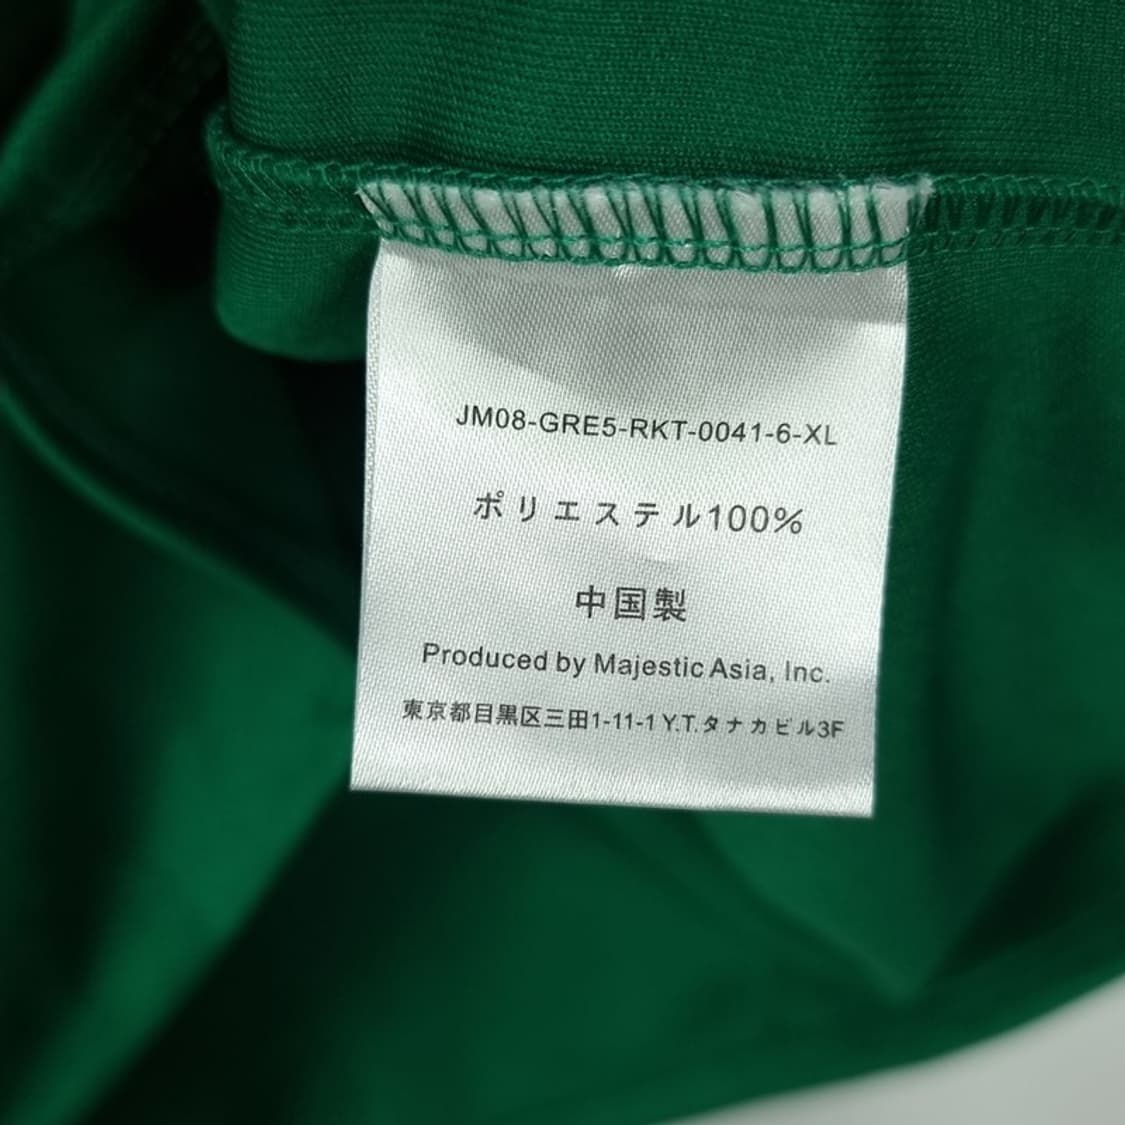 JM08-GRE5-RKT-0041-6-XL
ポリエステル100%
中国製
Produced by Majestic Asia, Inc.
東京都目黒区三田1-11-1 Y.T.タナカビル3F